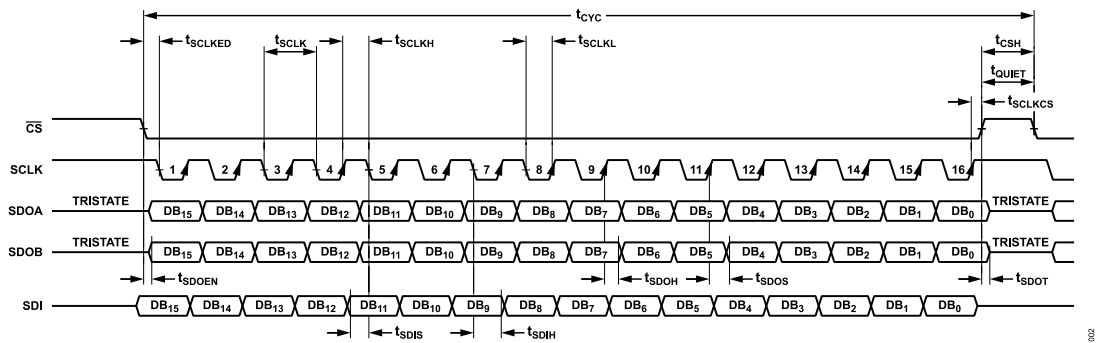 tCYC
tSCLKED tSCLK tSCLKH tSCLKL tCSH
tQUIET
tSCLKCS
CS
SCLK 1 2 3 4 5 6 7 8 9 10 11 12 13 14 15 16
SDOA TRISTATE DB15 DB14 DB13 DB12 DB11 DB10 DB9 DB8 DB7 DB6 DB5 DB4 DB3 DB2 DB1 DB0 TRISTATE
SDOB TRISTATE DB15 DB14 DB13 DB12 DB11 DB10 DB9 DB8 DB7 DB6 DB5 DB4 DB3 DB2 DB1 DB0 TRISTATE
tSDOEN tSDOH tSDOS tSDOT
SDI DB15 DB14 DB13 DB12 DB11 DB10 DB9 DB8 DB7 DB6 DB5 DB4 DB3 DB2 DB1 DB0
tSDIS tSDIH
002